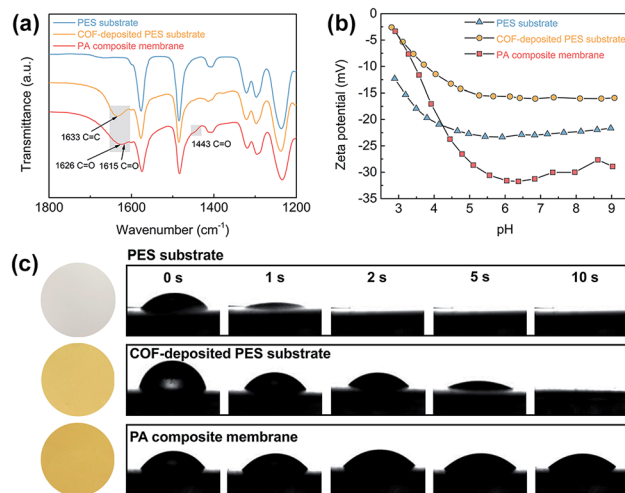 (a)
PES substrate
COF-deposited PES substrate
PA composite membrane
Transmittance (a.u.)
1633 C=C
1626 C=O
1615 C=O
1443 C=O
1800 1600 1400 1200
Wavenumber (cm⁻¹)
(b)
PES substrate
COF-deposited PES substrate
PA composite membrane
Zeta potential (mV)
0
-5
-10
-15
-20
-25
-30
-35
3 4 5 6 7 8 9
pH
(c)
PES substrate
0 s 1 s 2 s 5 s 10 s
COF-deposited PES substrate
PA composite membrane